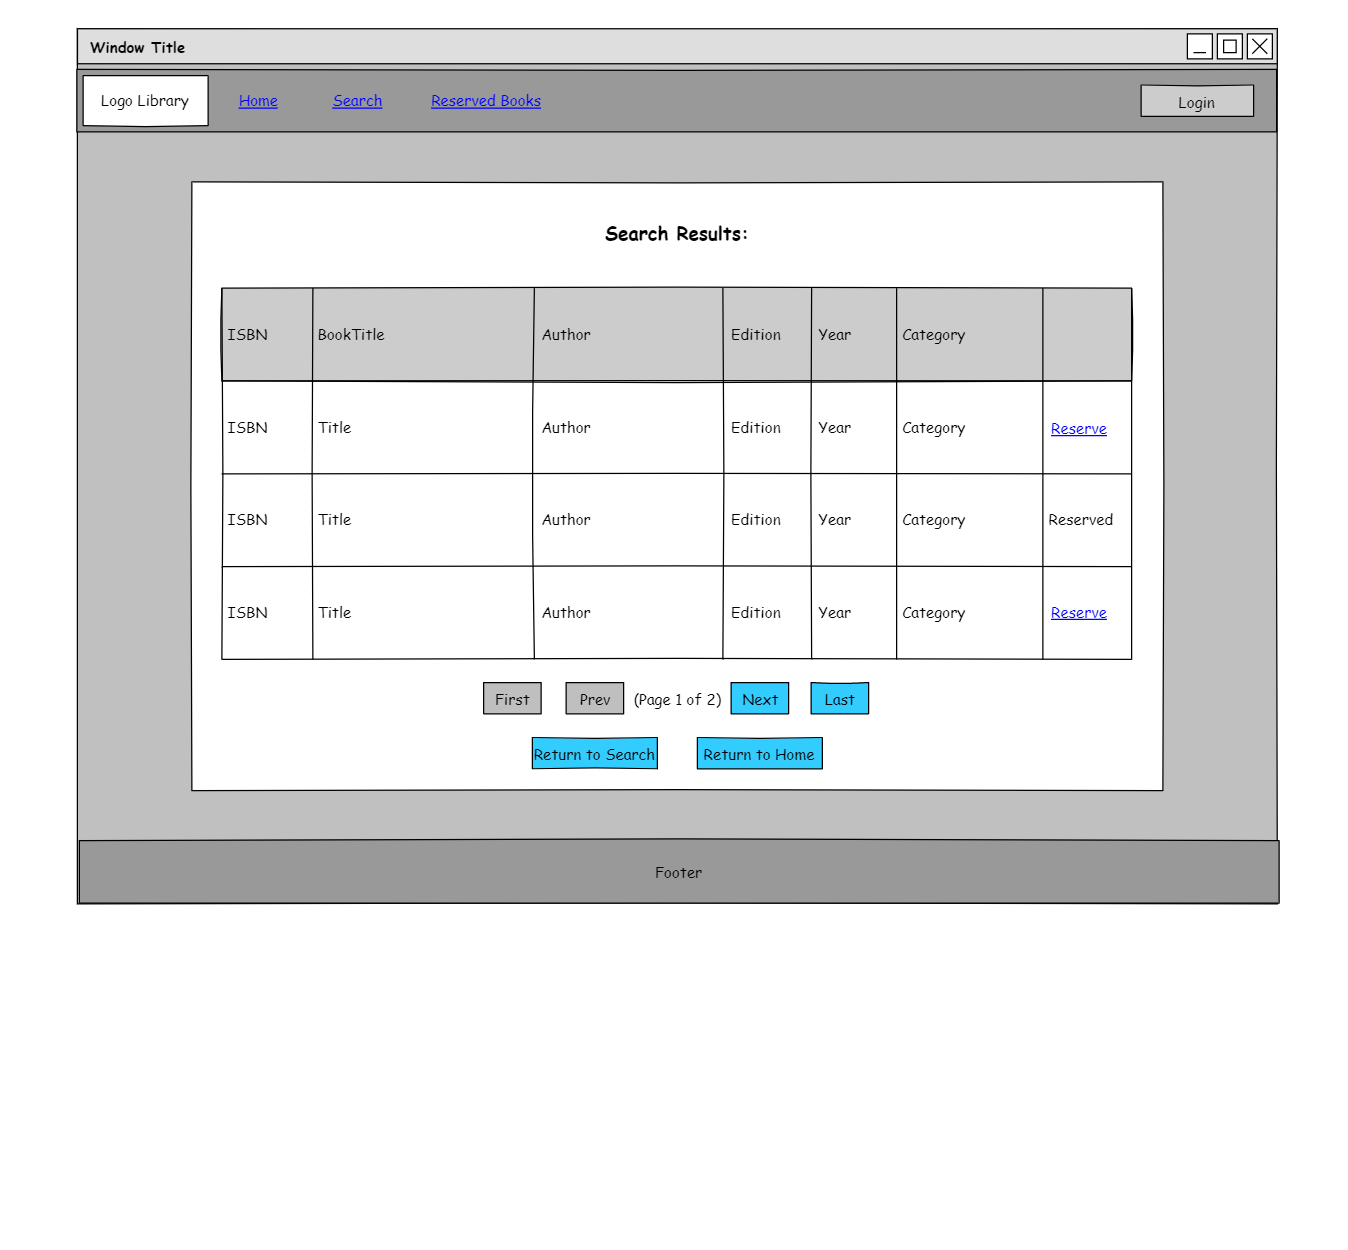 Window Title
Logo Library Home Search Reserved Books Login
Search Results:
ISBN BookTitle Author Edition Year Category
ISBN Title Author Edition Year Category Reserve
ISBN Title Author Edition Year Category Reserved
ISBN Title Author Edition Year Category Reserve
First Prev (Page 1 of 2) Next Last
Return to Search Return to Home
Footer